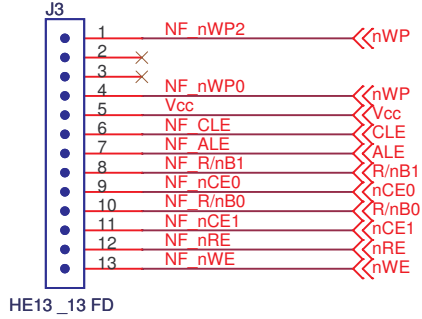 J3
1 NF_nWP2 nWP
2
3
4 NF_nWP0 nWP
5 Vcc Vcc
6 NF_CLE CLE
7 NF_ALE ALE
8 NF_R/nB1 R/nB1
9 NF_nCE0 nCE0
10 NF_R/nB0 R/nB0
11 NF_nCE1 nCE1
12 NF_nRE nRE
13 NF_nWE nWE
HE13 _13 FD